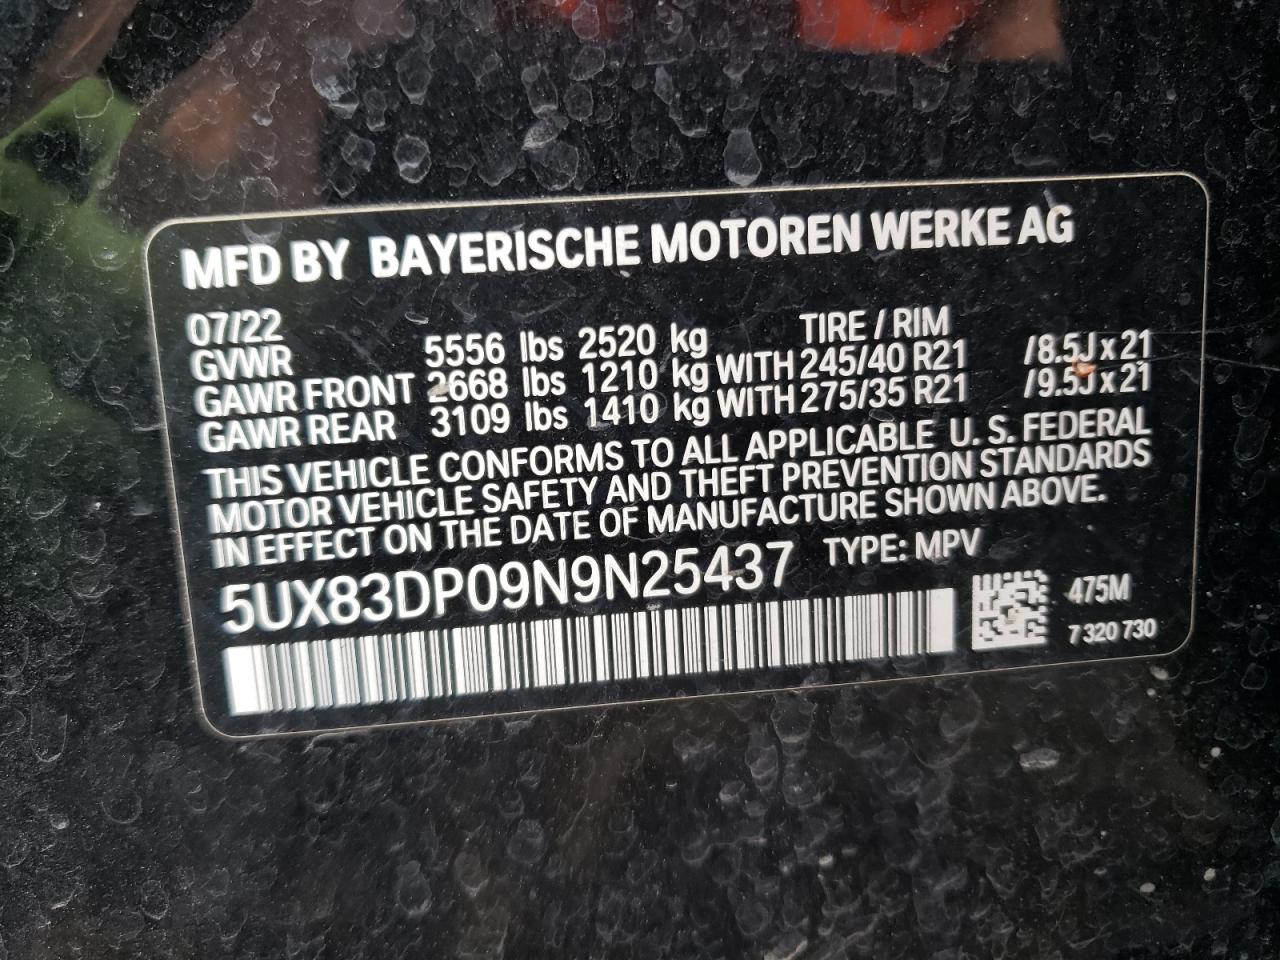 MFD BY BAYERISCHE MOTOREN WERKE AG
07/22 TIRE / RIM
GVWR 5556 lbs 2520 kg
GAWR FRONT 2668 lbs 1210 kg WITH 245/40 R21 /8.5J x 21
GAWR REAR 3109 lbs 1410 kg WITH 275/35 R21 /9.5J x 21
THIS VEHICLE CONFORMS TO ALL APPLICABLE U. S. FEDERAL
MOTOR VEHICLE SAFETY AND THEFT PREVENTION STANDARDS
IN EFFECT ON THE DATE OF MANUFACTURE SHOWN ABOVE.
5UX83DP09N9N25437 TYPE: MPV
475M
7 320 730